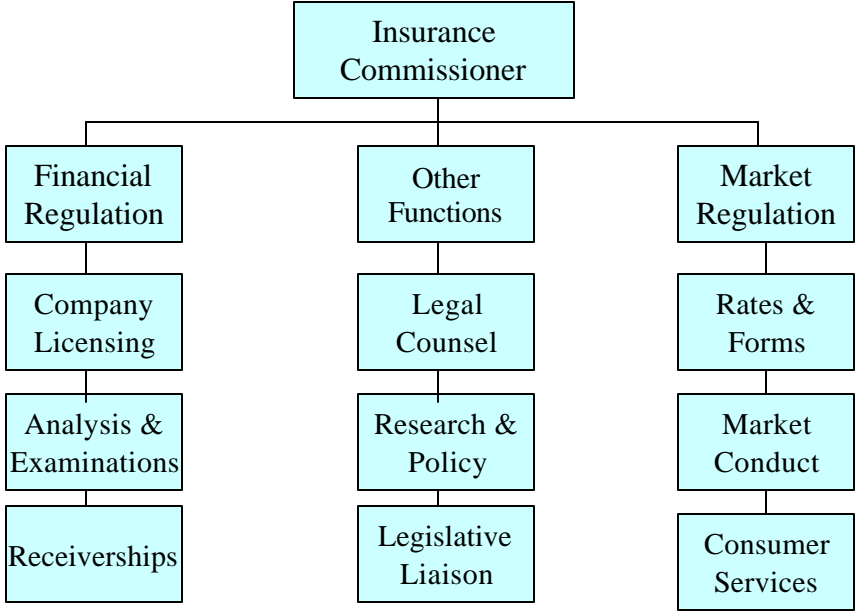 Insurance
Commissioner
Financial
Regulation
Other
Functions
Market
Regulation
Company
Licensing
Legal
Counsel
Rates &
Forms
Analysis &
Examinations
Research &
Policy
Market
Conduct
Receiverships
Legislative
Liaison
Consumer
Services